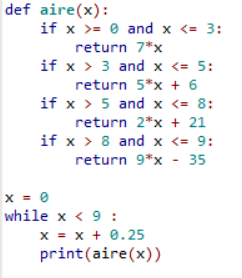 def aire(x):
    if x >= 0 and x <= 3:
        return 7*x
    if x > 3 and x <= 5:
        return 5*x + 6
    if x > 5 and x <= 8:
        return 2*x + 21
    if x > 8 and x <= 9:
        return 9*x - 35

x = 0
while x < 9 :
    x = x + 0.25
    print(aire(x))